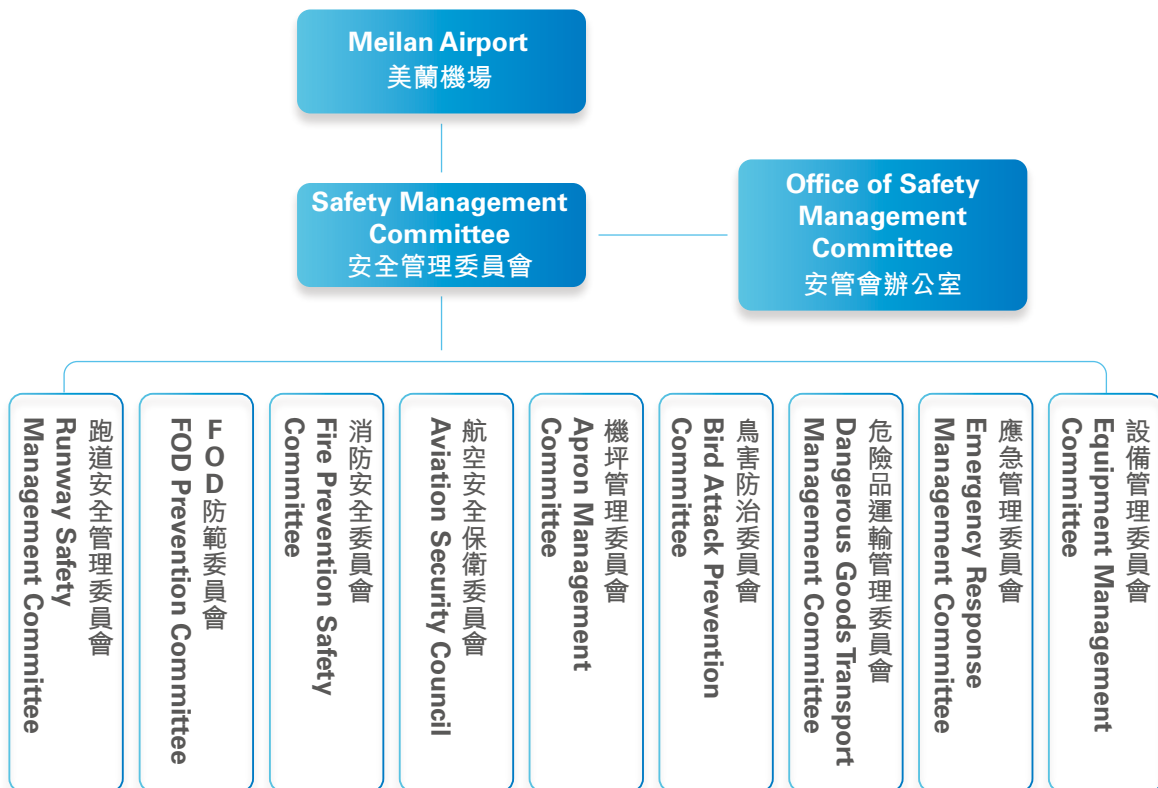 Meilan Airport
美蘭機場
Safety Management
Committee
安全管理委員會
Office of Safety
Management
Committee
安管會辦公室
跑道安全管理委員會
Runway Safety
Management Committee
FOD防範委員會
FOD Prevention Committee
消防安全委員會
Fire Prevention Safety
Committee
航空安全保衛委員會
Aviation Security Council
機坪管理委員會
Apron Management
Committee
鳥害防治委員會
Bird Attack Prevention
Committee
危險品運輸管理委員會
Dangerous Goods Transport
Management Committee
應急管理委員會
Emergency Response
Management Committee
設備管理委員會
Equipment Management
Committee